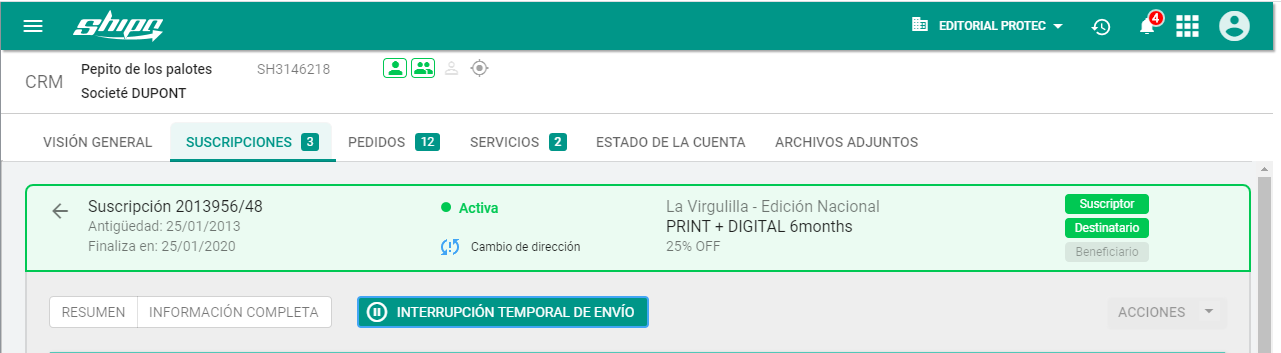 Shipn
EDITORIAL PROTEC
4
CRM
Pepito de los palotes
SH3146218
Societé DUPONT
VISIÓN GENERAL
SUSCRIPCIONES 3
PEDIDOS 12
SERVICIOS 2
ESTADO DE LA CUENTA
ARCHIVOS ADJUNTOS
Suscripción 2013956/48
Antigüedad: 25/01/2013
Finaliza en: 25/01/2020
Activa
Cambio de dirección
La Virgulilla - Edición Nacional
PRINT + DIGITAL 6months
25% OFF
Suscriptor
Destinatario
Beneficiario
RESUMEN
INFORMACIÓN COMPLETA
INTERRUPCIÓN TEMPORAL DE ENVÍO
ACCIONES